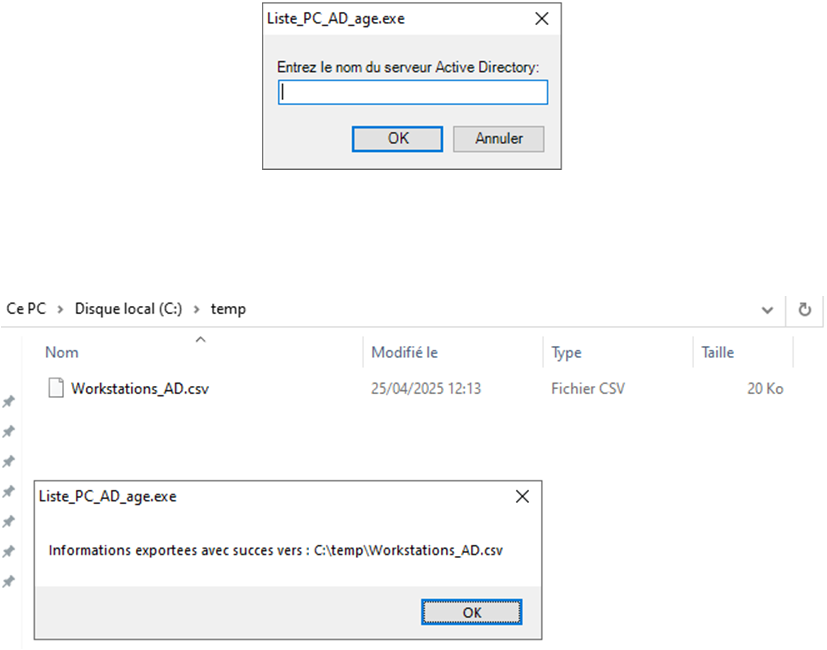 Liste_PC_AD_age.exe
Entrez le nom du serveur Active Directory:
OK Annuler
Ce PC > Disque local (C:) > temp
Nom Modifié le Type Taille
Workstations_AD.csv 25/04/2025 12:13 Fichier CSV 20 Ko
Liste_PC_AD_age.exe
Informations exportees avec succes vers : C:\temp\Workstations_AD.csv
OK